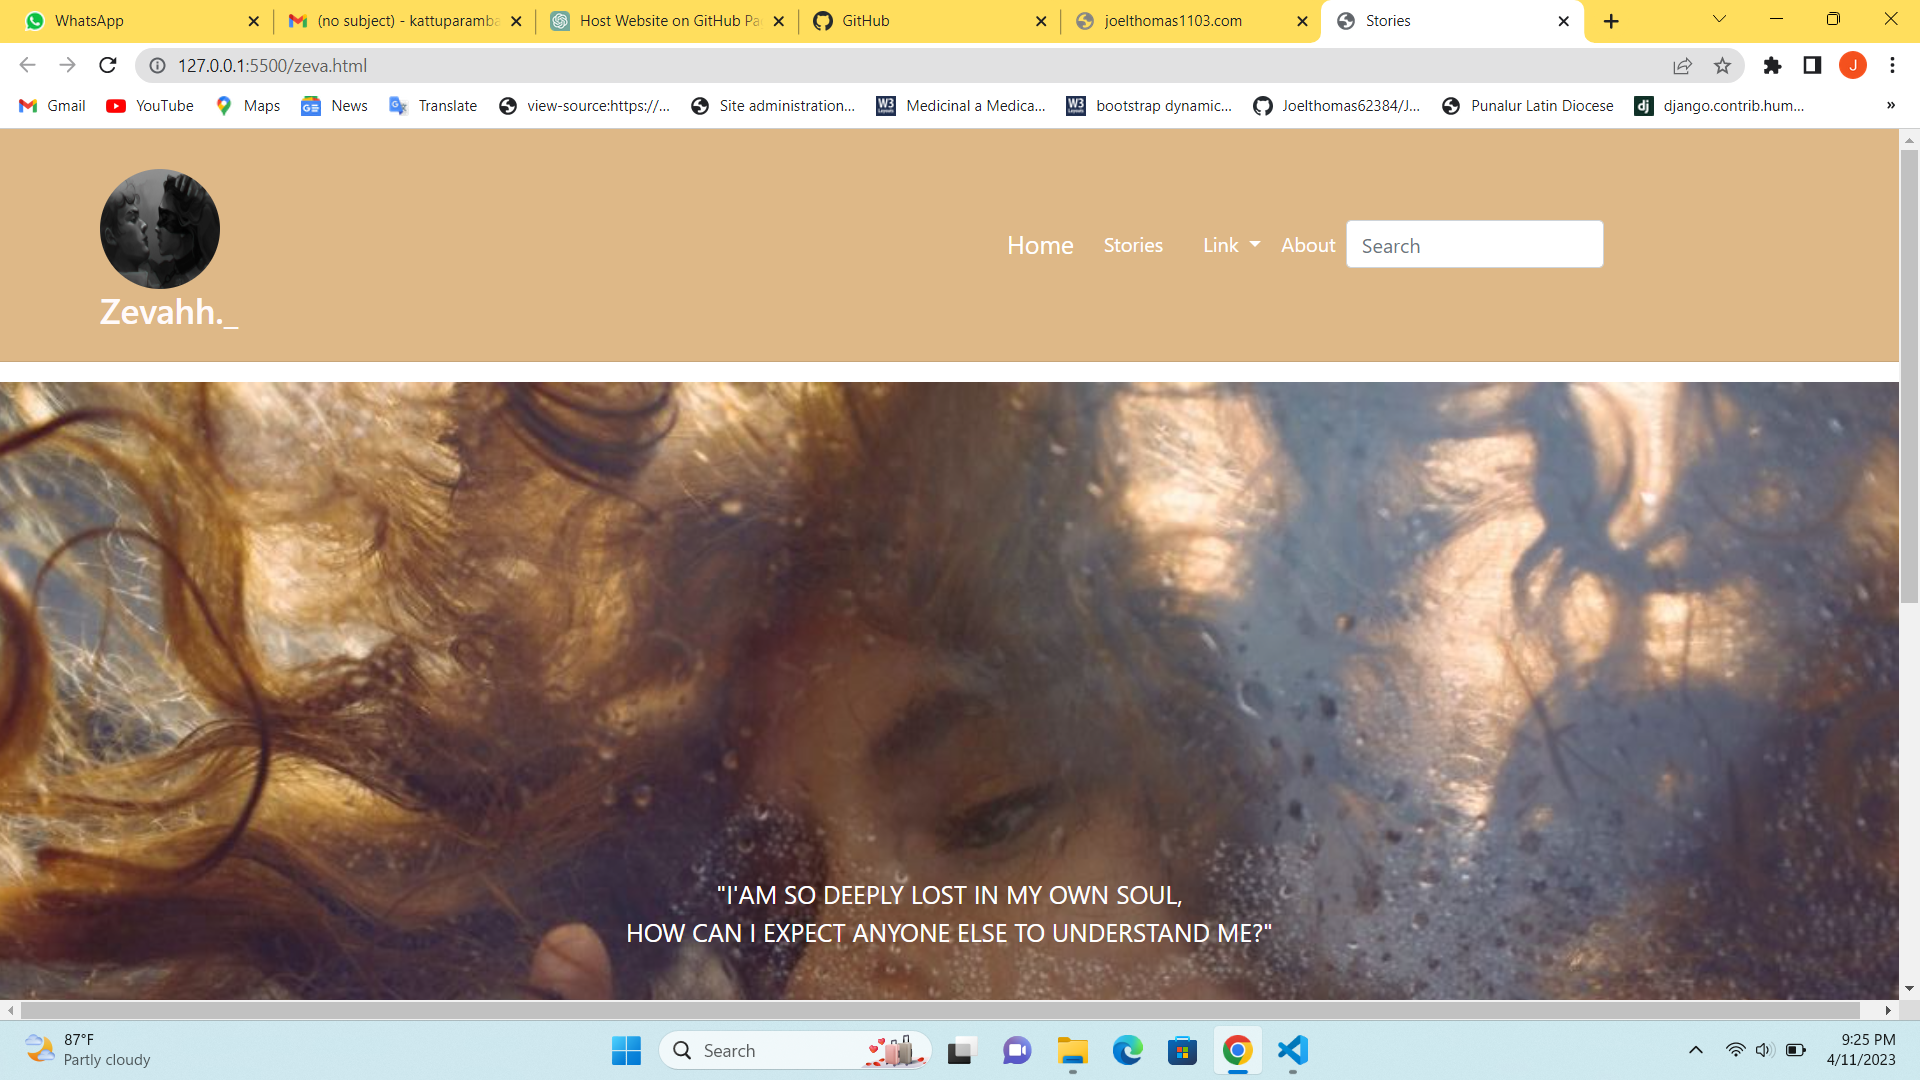 WhatsApp
(no subject) - kattuparamba
Host Website on GitHub Pa
GitHub
joelthomas1103.com
Stories
127.0.0.1:5500/zeva.html
J
Gmail
YouTube
Maps
News
Translate
view-source:https://...
Site administration...
Medicinal a Medica...
bootstrap dynamic...
Joelthomas62384/J...
Punalur Latin Diocese
django.contrib.hum...
»
Zevahh._
Home
Stories
Link
About
Search
"I'AM SO DEEPLY LOST IN MY OWN SOUL,
HOW CAN I EXPECT ANYONE ELSE TO UNDERSTAND ME?"
87°F
Partly cloudy
Search
9:25 PM
4/11/2023